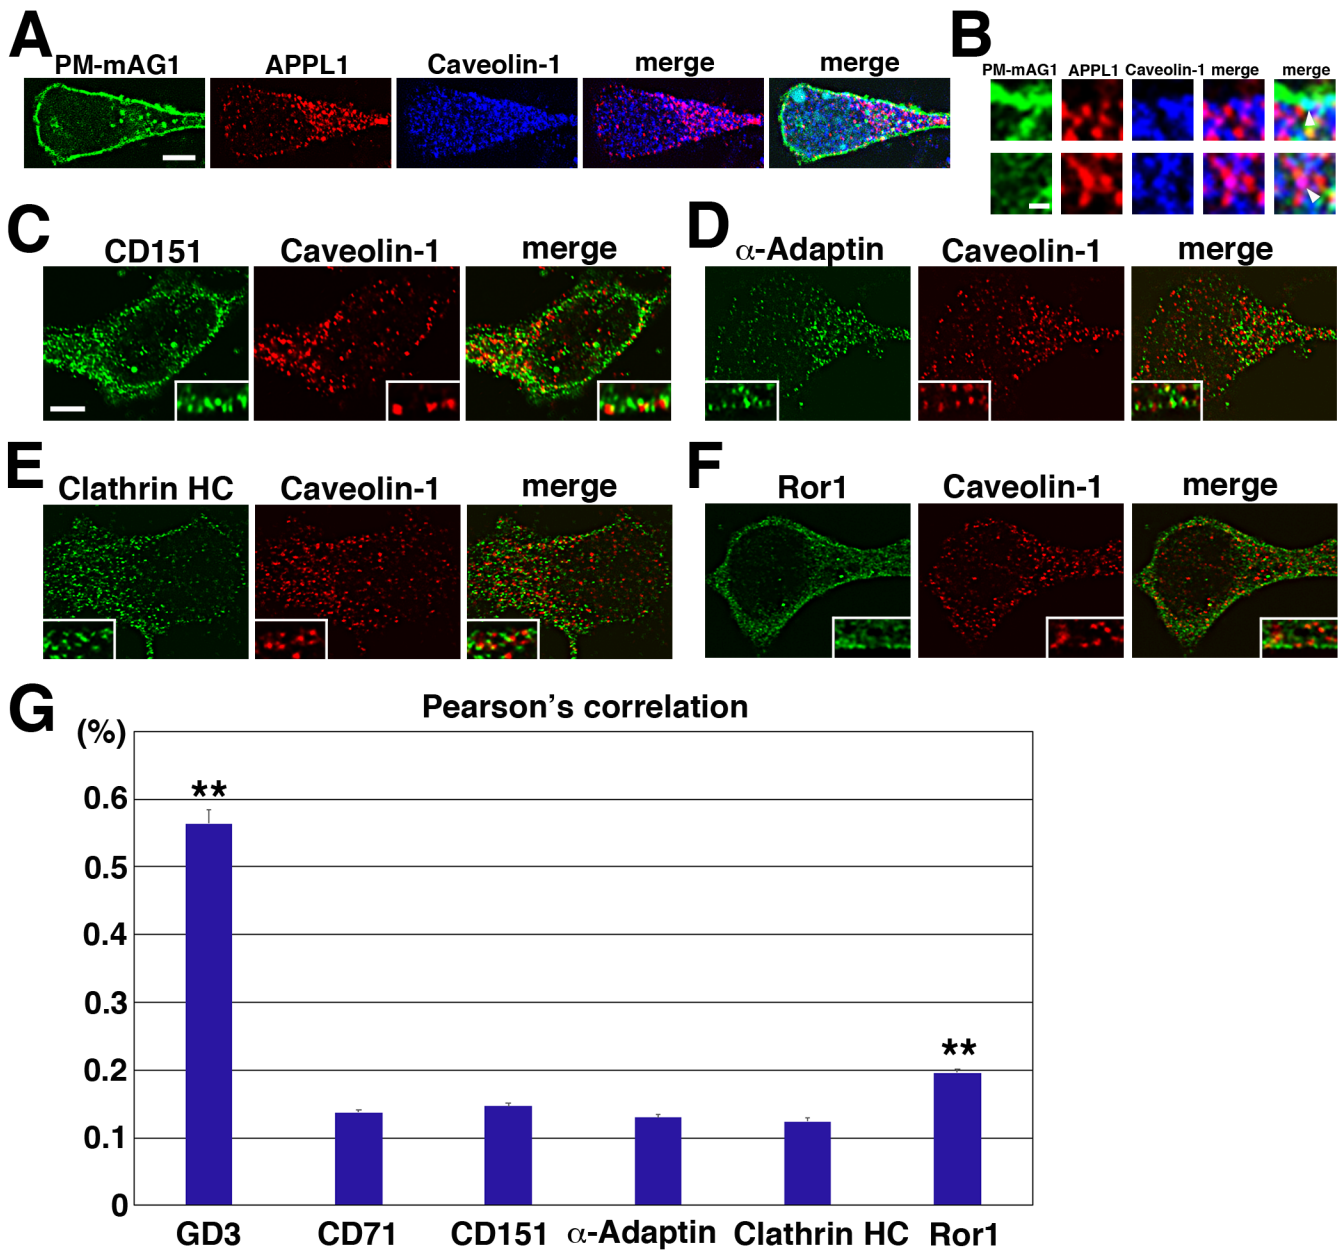 A
PM-mAG1 APPL1 Caveolin-1 merge merge
B
PM-mAG1 APPL1 Caveolin-1 merge merge
C
CD151 Caveolin-1 merge
D
α-Adaptin Caveolin-1 merge
E
Clathrin HC Caveolin-1 merge
F
Ror1 Caveolin-1 merge
G
Pearson’s correlation
(%)
**
0.6
0.5
0.4
0.3
**
0.2
0.1
0
GD3 CD71 CD151 α-Adaptin Clathrin HC Ror1